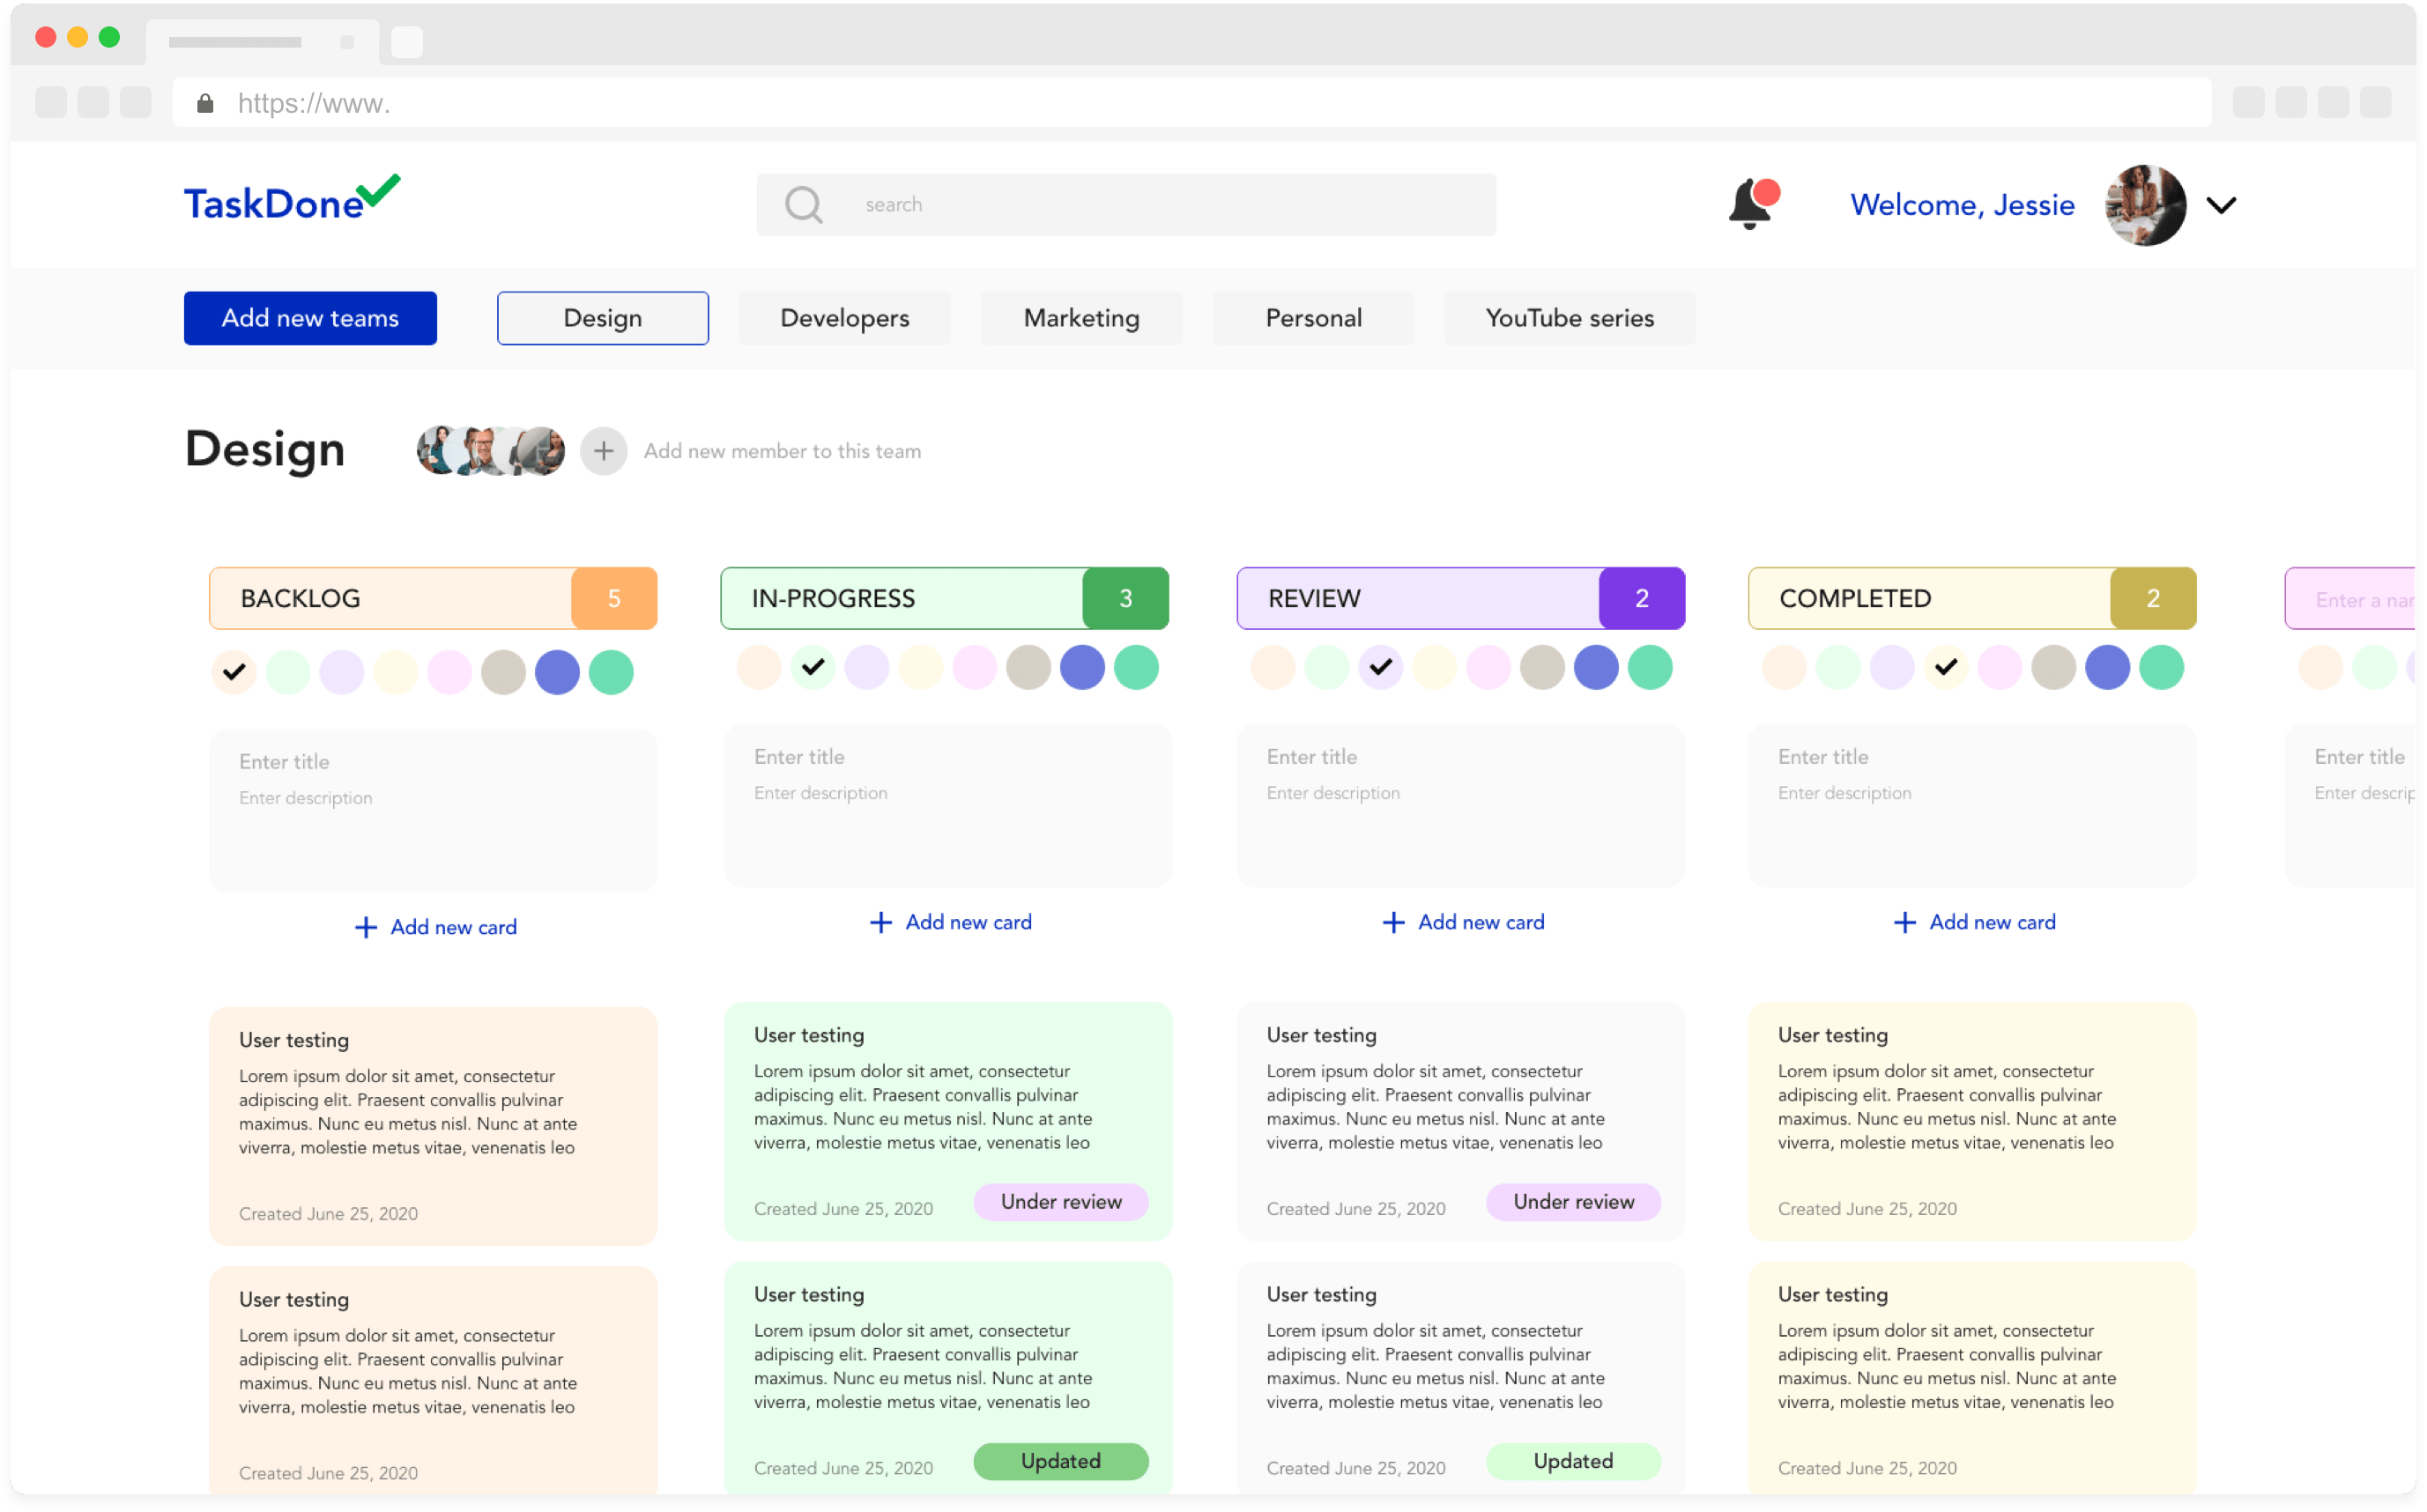 https://www.
TaskDone
search
Welcome, Jessie
Add new teams
Design
Developers
Marketing
Personal
YouTube series
Design
Add new member to this team
BACKLOG 5
IN-PROGRESS 3
REVIEW 2
COMPLETED 2
Enter a nar
Enter title
Enter description
+ Add new card
Enter title
Enter description
+ Add new card
Enter title
Enter description
+ Add new card
Enter title
Enter description
+ Add new card
Enter title
Enter descrip
User testing
Lorem ipsum dolor sit amet, consectetur
adipiscing elit. Praesent convallis pulvinar
maximus. Nunc eu metus nisl. Nunc at ante
viverra, molestie metus vitae, venenatis leo
Created June 25, 2020
User testing
Lorem ipsum dolor sit amet, consectetur
adipiscing elit. Praesent convallis pulvinar
maximus. Nunc eu metus nisl. Nunc at ante
viverra, molestie metus vitae, venenatis leo
Created June 25, 2020
User testing
Lorem ipsum dolor sit amet, consectetur
adipiscing elit. Praesent convallis pulvinar
maximus. Nunc eu metus nisl. Nunc at ante
viverra, molestie metus vitae, venenatis leo
Created June 25, 2020
Under review
User testing
Lorem ipsum dolor sit amet, consectetur
adipiscing elit. Praesent convallis pulvinar
maximus. Nunc eu metus nisl. Nunc at ante
viverra, molestie metus vitae, venenatis leo
Created June 25, 2020
Updated
User testing
Lorem ipsum dolor sit amet, consectetur
adipiscing elit. Praesent convallis pulvinar
maximus. Nunc eu metus nisl. Nunc at ante
viverra, molestie metus vitae, venenatis leo
Created June 25, 2020
Under review
User testing
Lorem ipsum dolor sit amet, consectetur
adipiscing elit. Praesent convallis pulvinar
maximus. Nunc eu metus nisl. Nunc at ante
viverra, molestie metus vitae, venenatis leo
Created June 25, 2020
Updated
User testing
Lorem ipsum dolor sit amet, consectetur
adipiscing elit. Praesent convallis pulvinar
maximus. Nunc eu metus nisl. Nunc at ante
viverra, molestie metus vitae, venenatis leo
Created June 25, 2020
User testing
Lorem ipsum dolor sit amet, consectetur
adipiscing elit. Praesent convallis pulvinar
maximus. Nunc eu metus nisl. Nunc at ante
viverra, molestie metus vitae, venenatis leo
Created June 25, 2020